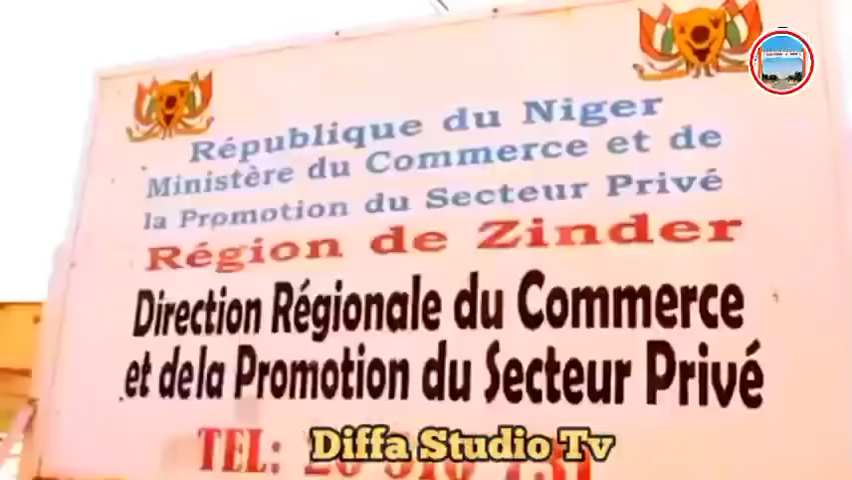 République du Niger
Ministère du Commerce et de
la Promotion du Secteur Privé
Région de Zinder
Direction Régionale du Commerce
et dela Promotion du Secteur Privé
TEL:
Diffa Studio Tv